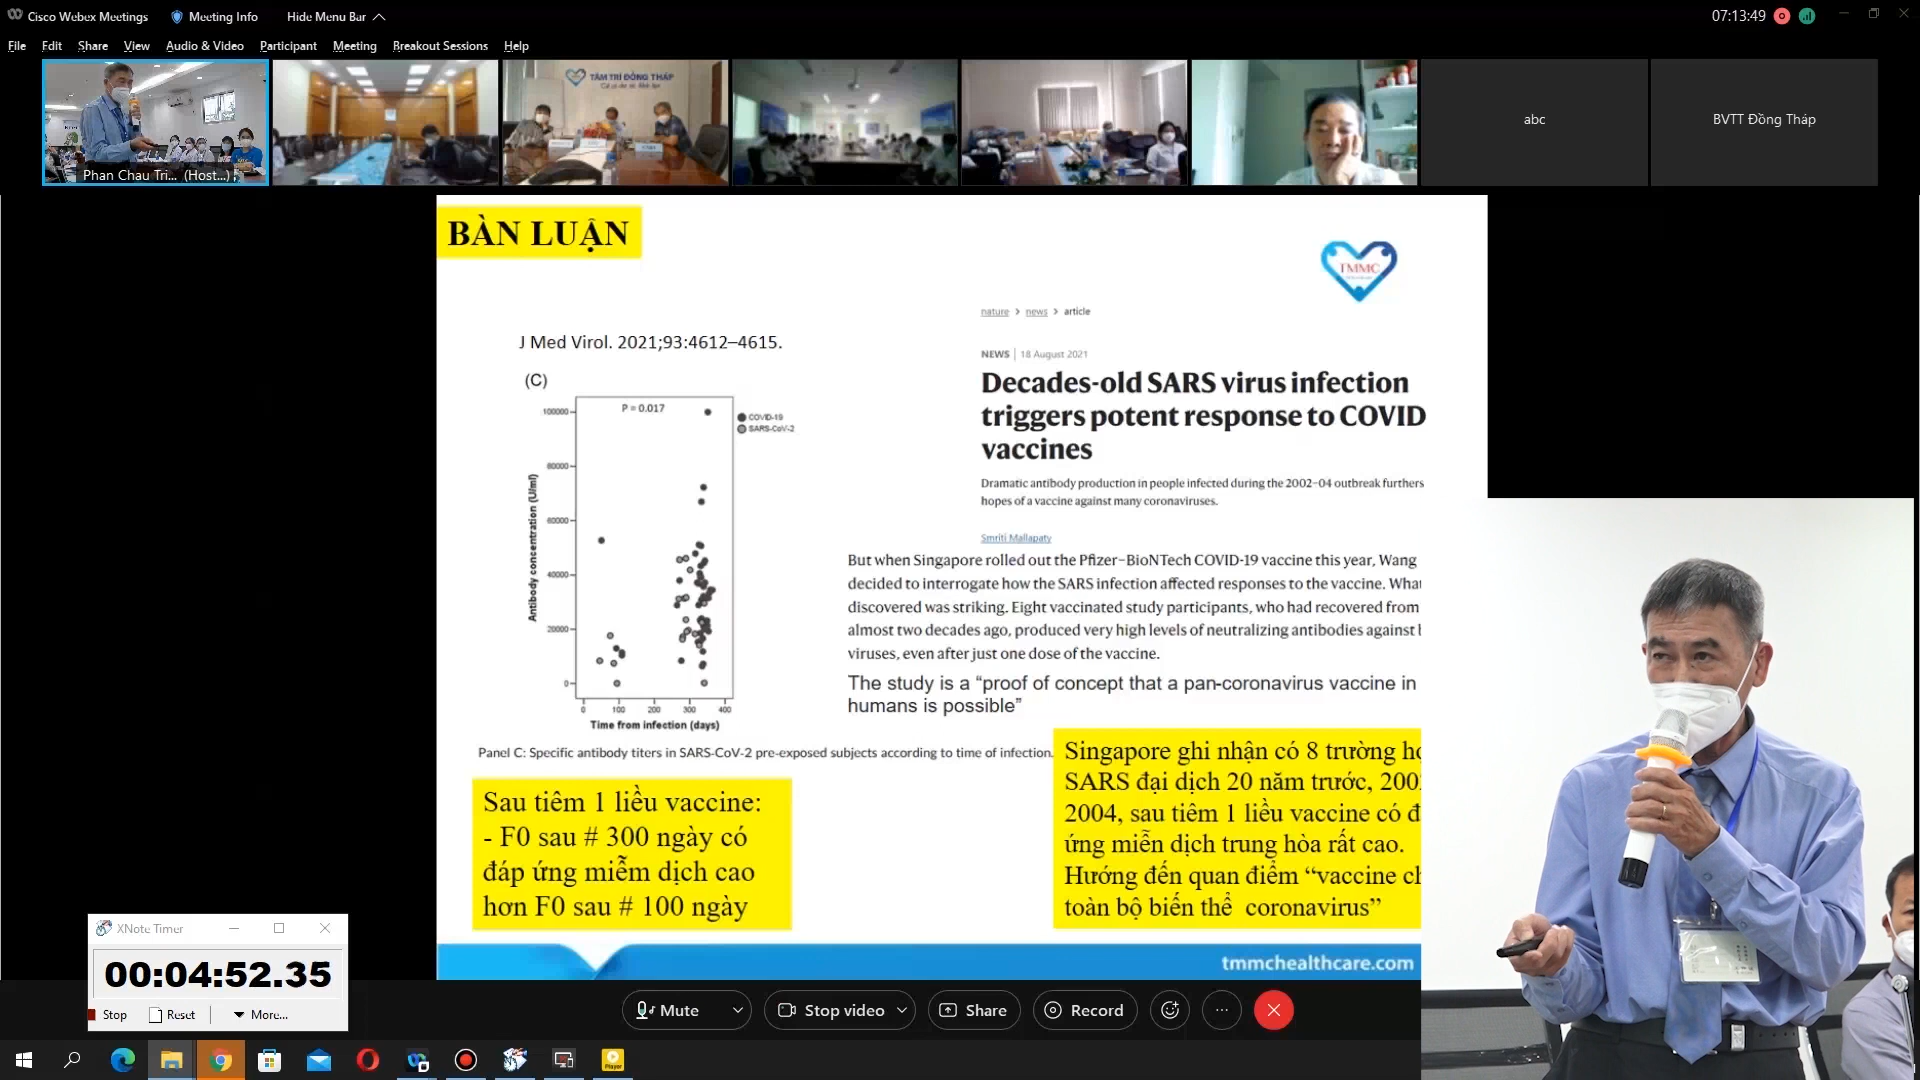 Cisco Webex Meetings
Meeting Info
Hide Menu Bar
07:13:49
File Edit Share View Audio & Video Participant Meeting Breakout Sessions Help
TÂM TRÍ ĐỒNG THÁP
Phan Chau Tri... (Host...)
abc
BVTT Đồng Tháp
BÀN LUẬN
TMMC
nature > news > article
J Med Virol. 2021;93:4612–4615.
NEWS | 18 August 2021
Decades-old SARS virus infection
triggers potent response to COVID
vaccines
Dramatic antibody production in people infected during the 2002–04 outbreak furthers
hopes of a vaccine against many coronaviruses.
Smriti Mallapaty
(C)
P = 0.017
COVID-19
SARS-CoV-2
100000
80000
60000
40000
20000
0
Antibody concentration (U/ml)
0 100 200 300 400
Time from infection (days)
Panel C: Specific antibody titers in SARS-CoV-2 pre-exposed subjects according to time of infection.
But when Singapore rolled out the Pfizer–BioNTech COVID-19 vaccine this year, Wang
decided to interrogate how the SARS infection affected responses to the vaccine. What
discovered was striking. Eight vaccinated study participants, who had recovered from
almost two decades ago, produced very high levels of neutralizing antibodies against
viruses, even after just one dose of the vaccine.
The study is a “proof of concept that a pan-coronavirus vaccine in
humans is possible”
Sau tiêm 1 liều vaccine:
- F0 sau # 300 ngày có
đáp ứng miễm dịch cao
hơn F0 sau # 100 ngày
Singapore ghi nhận có 8 trường
SARS đại dịch 20 năm trước,
2004, sau tiêm 1 liều vaccine có
ứng miễn dịch trung hòa rất cao.
Hướng đến quan điểm “vaccine
toàn bộ biến thể coronavirus”
tmmchealthcare.com
XNote Timer
00:04:52.35
Stop Reset More...
Mute Stop video Share Record
Player